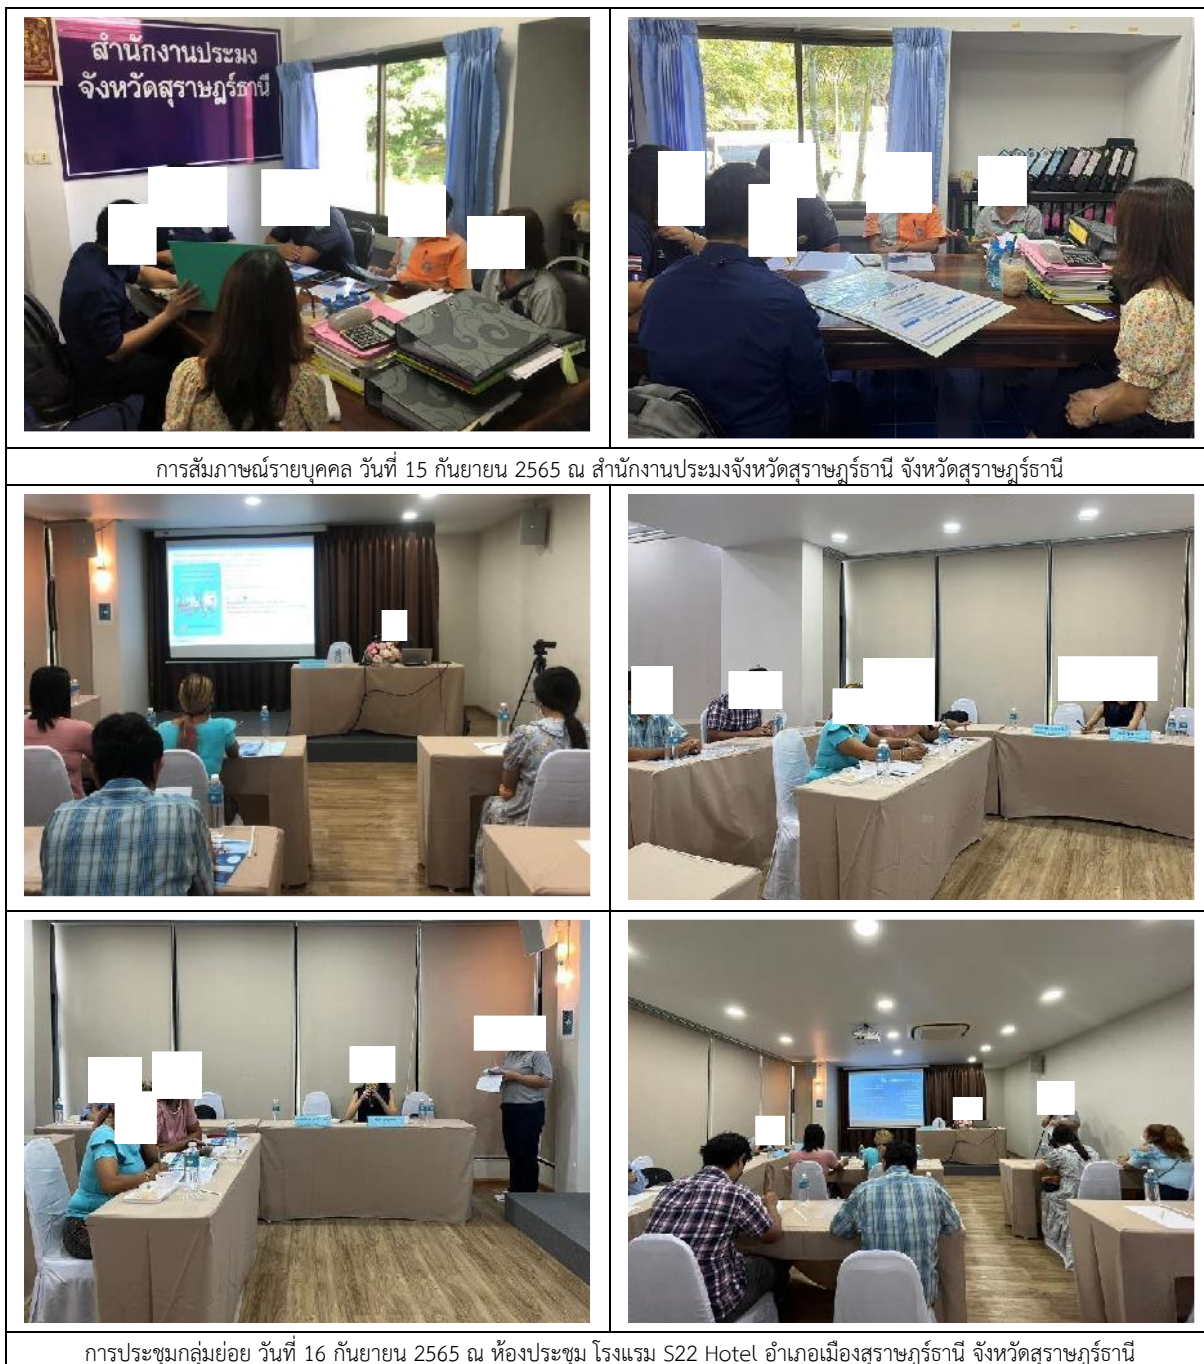 สำนักงานประมง
จังหวัดสุราษฎร์ธานี
การสัมภาษณ์รายบุคคล วันที่ 15 กันยายน 2565 ณ สำนักงานประมงจังหวัดสุราษฎร์ธานี จังหวัดสุราษฎร์ธานี
การประชุมกลุ่มย่อย วันที่ 16 กันยายน 2565 ณ ห้องประชุม โรงแรม S22 Hotel อำเภอเมืองสุราษฎร์ธานี จังหวัดสุราษฎร์ธานี